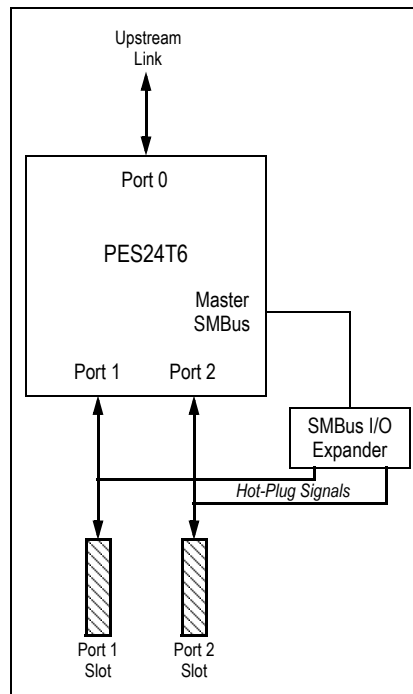 Upstream
Link
Port 0
PES24T6
Master
SMBus
Port 1
Port 2
SMBus I/O
Expander
Hot-Plug Signals
Port 1
Slot
Port 2
Slot